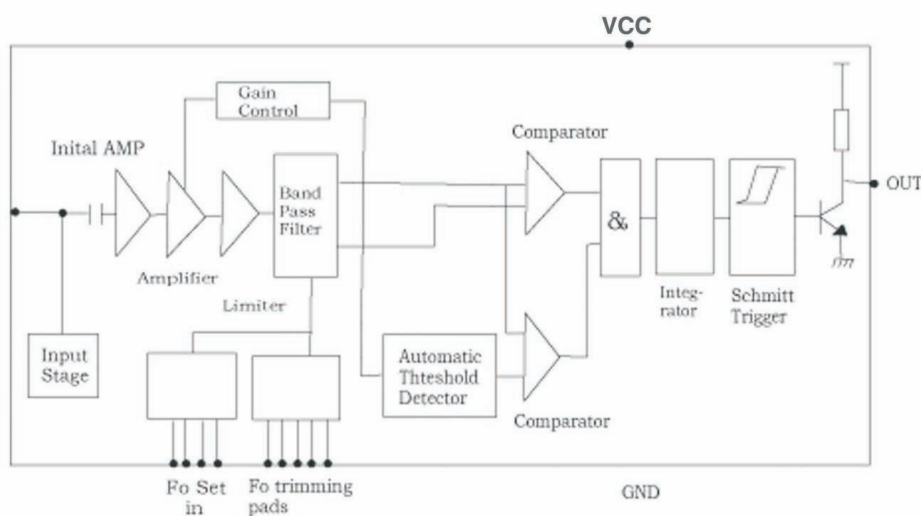 VCC
Gain
Control
Inital AMP
Comparator
Band
Pass
Filter
OUT
&
Amplifier
Limiter
Integ-
rator
Schmitt
Trigger
Input
Stage
Automatic
Thteshold
Detector
Comparator
Fo Set
in
Fo trimming
pads
GND